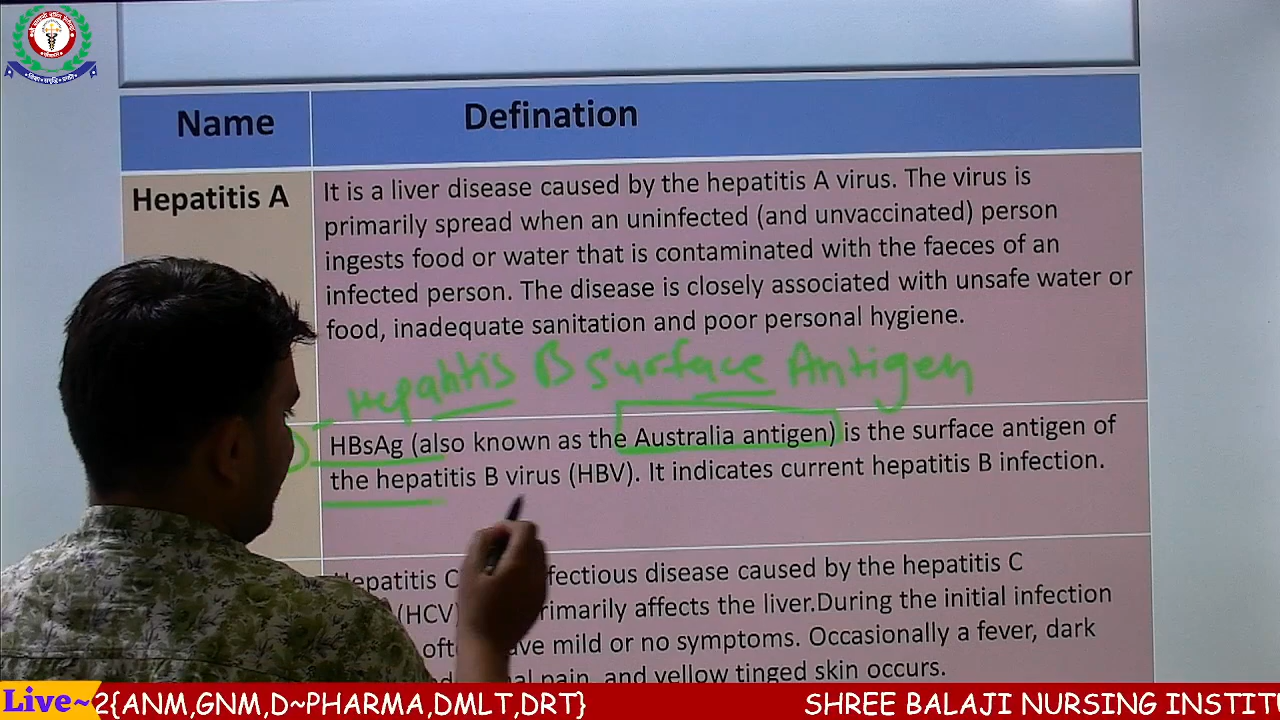 Name Defination
Hepatitis A
It is a liver disease caused by the hepatitis A virus. The virus is
primarily spread when an uninfected (and unvaccinated) person
ingests food or water that is contaminated with the faeces of an
infected person. The disease is closely associated with unsafe water or
food, inadequate sanitation and poor personal hygiene.
Hepatitis B Surface Antigen
HBsAg (also known as the Australia antigen) is the surface antigen of
the hepatitis B virus (HBV). It indicates current hepatitis B infection.
Hepatitis C fectious disease caused by the hepatitis C
(HCV) rimarily affects the liver.During the initial infection
oft ve mild or no symptoms. Occasionally a fever, dark
al pain, and yellow tinged skin occurs.
Live~ 2{ANM,GNM,D~PHARMA,DMLT,DRT} SHREE BALAJI NURSING INSTIT